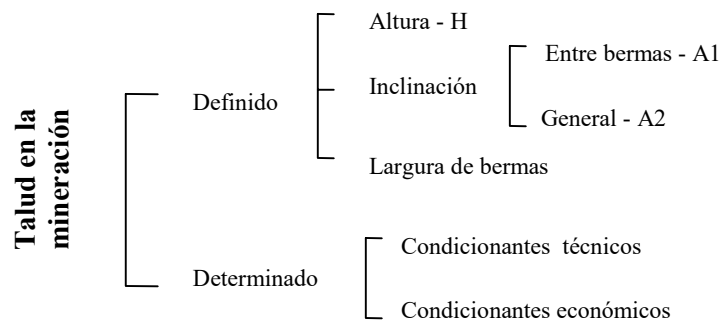 Talud en la
mineración
Definido
Altura - H
Inclinación
Entre bermas - A1
General - A2
Largura de bermas
Determinado
Condicionantes técnicos
Condicionantes económicos